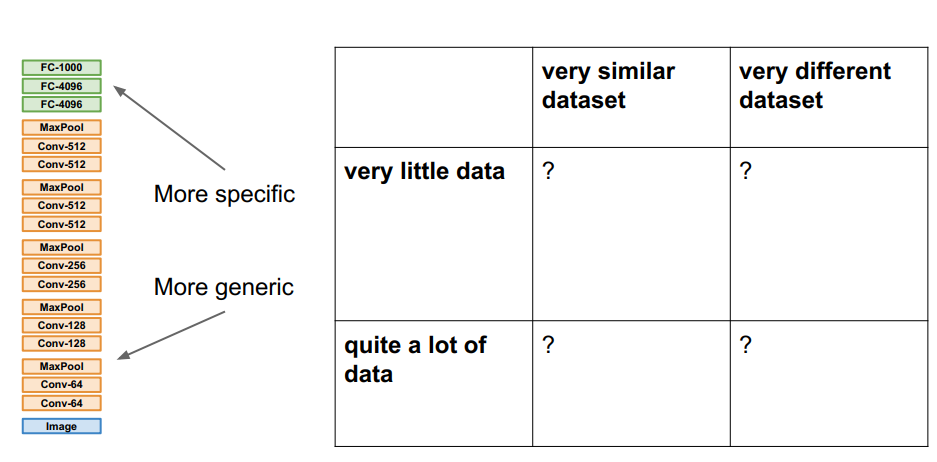 FC-1000
FC-4096
FC-4096
MaxPool
Conv-512
Conv-512
MaxPool
Conv-512
Conv-512
MaxPool
Conv-256
Conv-256
MaxPool
Conv-128
Conv-128
MaxPool
Conv-64
Conv-64
Image
More specific
More generic
very similar
dataset
very different
dataset
very little data
?
?
quite a lot of
data
?
?